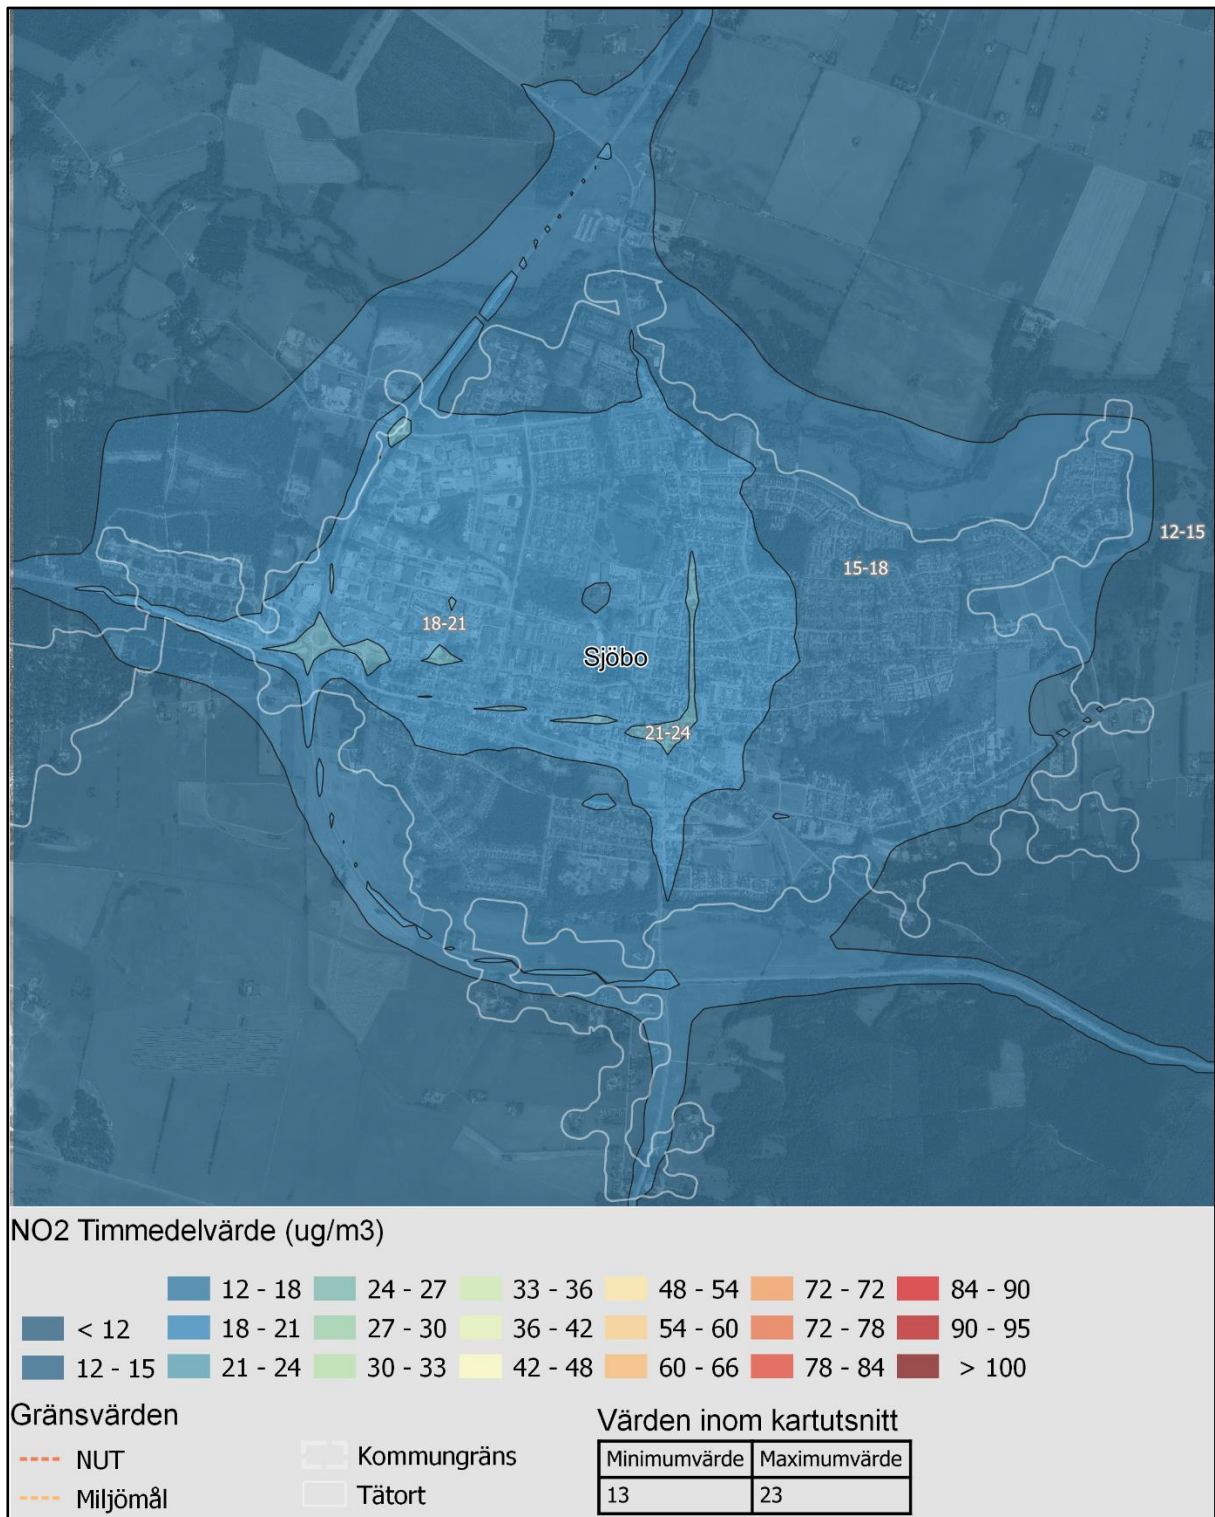 12-15
15-18
18-21
Sjöbo
21-24
NO2 Timmedelvärde (ug/m3)
12 - 18 24 - 27 33 - 36 48 - 54 72 - 72 84 - 90
< 12 18 - 21 27 - 30 36 - 42 54 - 60 72 - 78 90 - 95
12 - 15 21 - 24 30 - 33 42 - 48 60 - 66 78 - 84 > 100
Gränsvärden
NUT
Miljömål
Kommungräns
Tätort
Värden inom kartutsnitt
Minimumvärde Maximumvärde
13 23